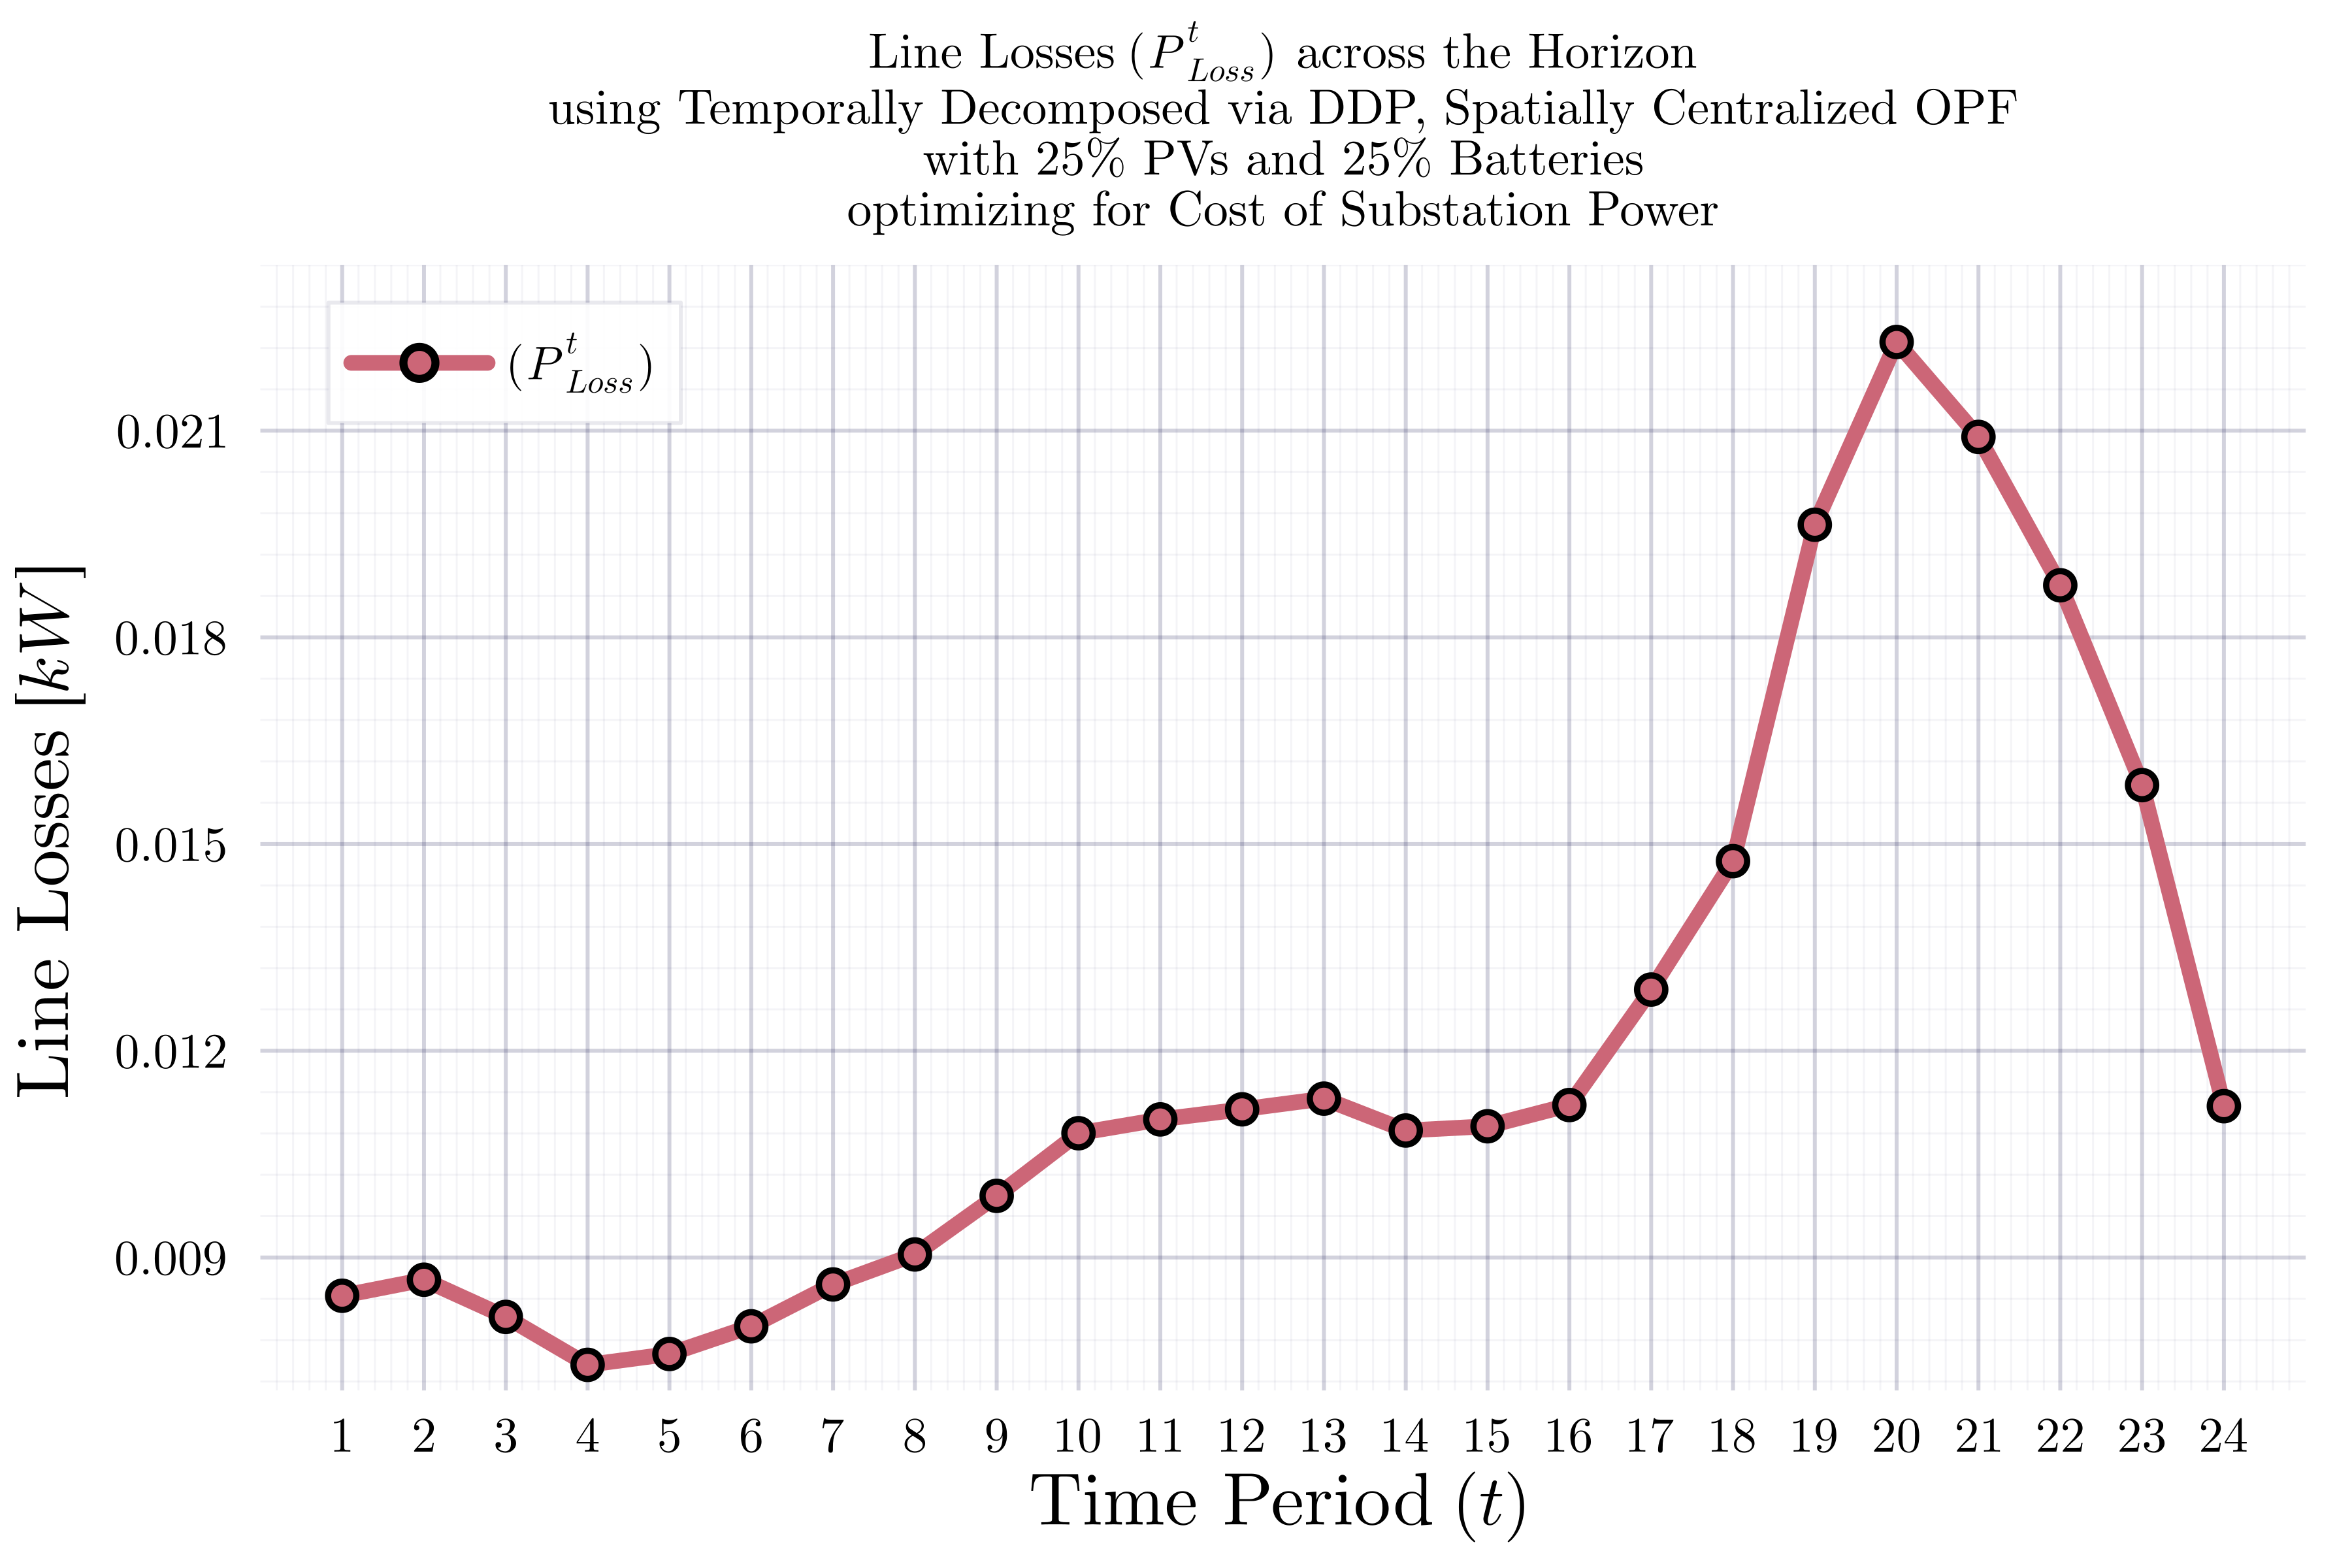 Line Losses (P^t_Loss) across the Horizon
using Temporally Decomposed via DDP, Spatially Centralized OPF
with 25% PVs and 25% Batteries
optimizing for Cost of Substation Power
(P^t_Loss)
Line Losses [kW]
0.021
0.018
0.015
0.012
0.009
1 2 3 4 5 6 7 8 9 10 11 12 13 14 15 16 17 18 19 20 21 22 23 24
Time Period (t)